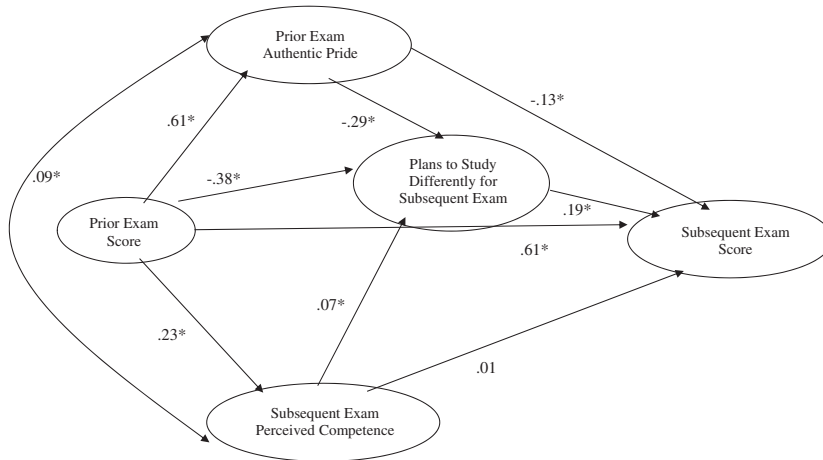 Prior Exam
Authentic Pride
-.13*
.61*
-.29*
Plans to Study
Differently for
Subsequent Exam
.09*
-.38*
.19*
Prior Exam
Score
Subsequent Exam
Score
.61*
.07*
.23*
.01
Subsequent Exam
Perceived Competence